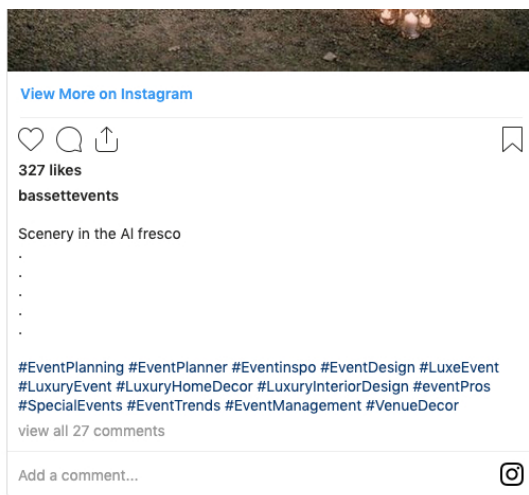 View More on Instagram
327 likes
bassettevents
Scenery in the Al fresco
.
.
.
.
.
#EventPlanning #EventPlanner #Eventinspo #EventDesign #LuxeEvent
#LuxuryEvent #LuxuryHomeDecor #LuxuryInteriorDesign #eventPros
#SpecialEvents #EventTrends #EventManagement #VenueDecor
view all 27 comments
Add a comment...